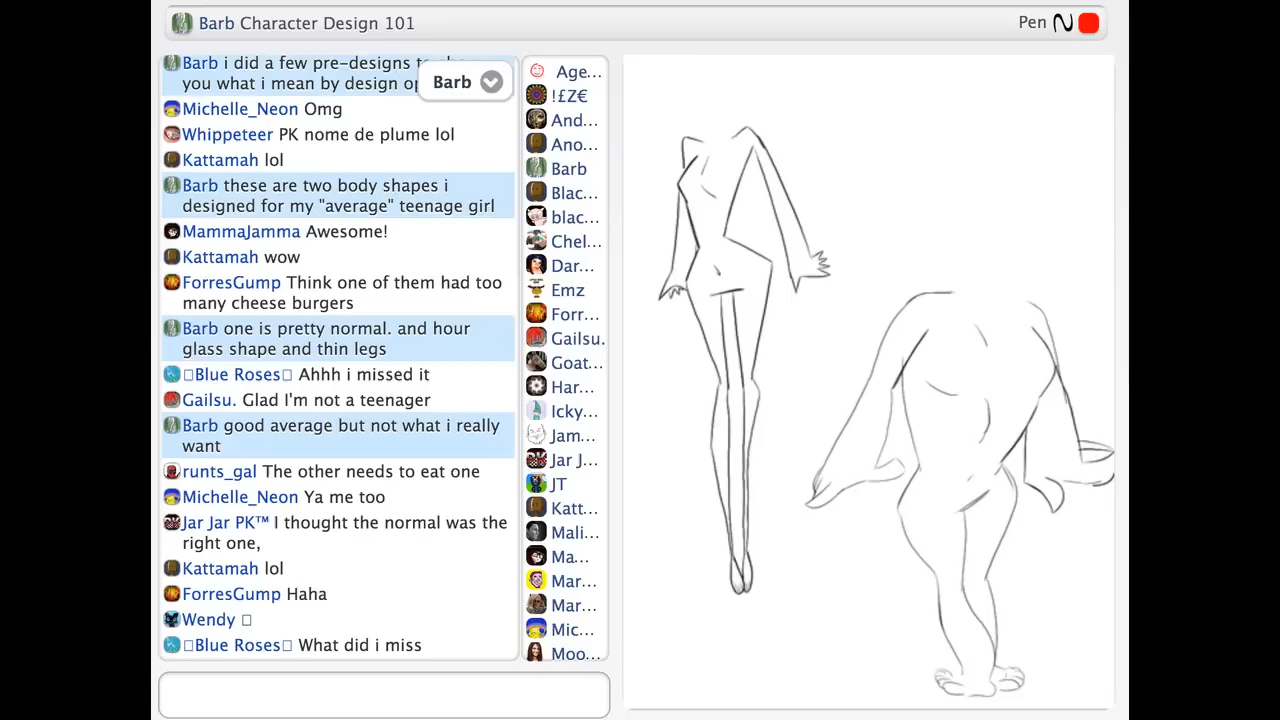 Barb Character Design 101
Pen
Barb i did a few pre-designs to
you what i mean by design
Barb
Michelle_Neon Omg
Whippeteer PK nome de plume lol
Kattamah lol
Barb these are two body shapes i
designed for my "average" teenage girl
MammaJamma Awesome!
Kattamah wow
ForresGump Think one of them had too
many cheese burgers
Barb one is pretty normal. and hour
glass shape and thin legs
Blue Roses Ahhh i missed it
Gailsu. Glad I'm not a teenager
Barb good average but not what i really
want
runts_gal The other needs to eat one
Michelle_Neon Ya me too
Jar Jar PK™ I thought the normal was the
right one,
Kattamah lol
ForresGump Haha
Wendy
Blue Roses What did i miss
Age...
!£Z€
And...
Ano...
Barb
Blac...
blac...
Chel...
Dar...
Emz
Forr...
Gailsu.
Goat...
Har...
Icky...
Jam...
Jar J...
JT
Katt...
Mali...
Ma...
Mar...
Mar...
Mic...
Moo...